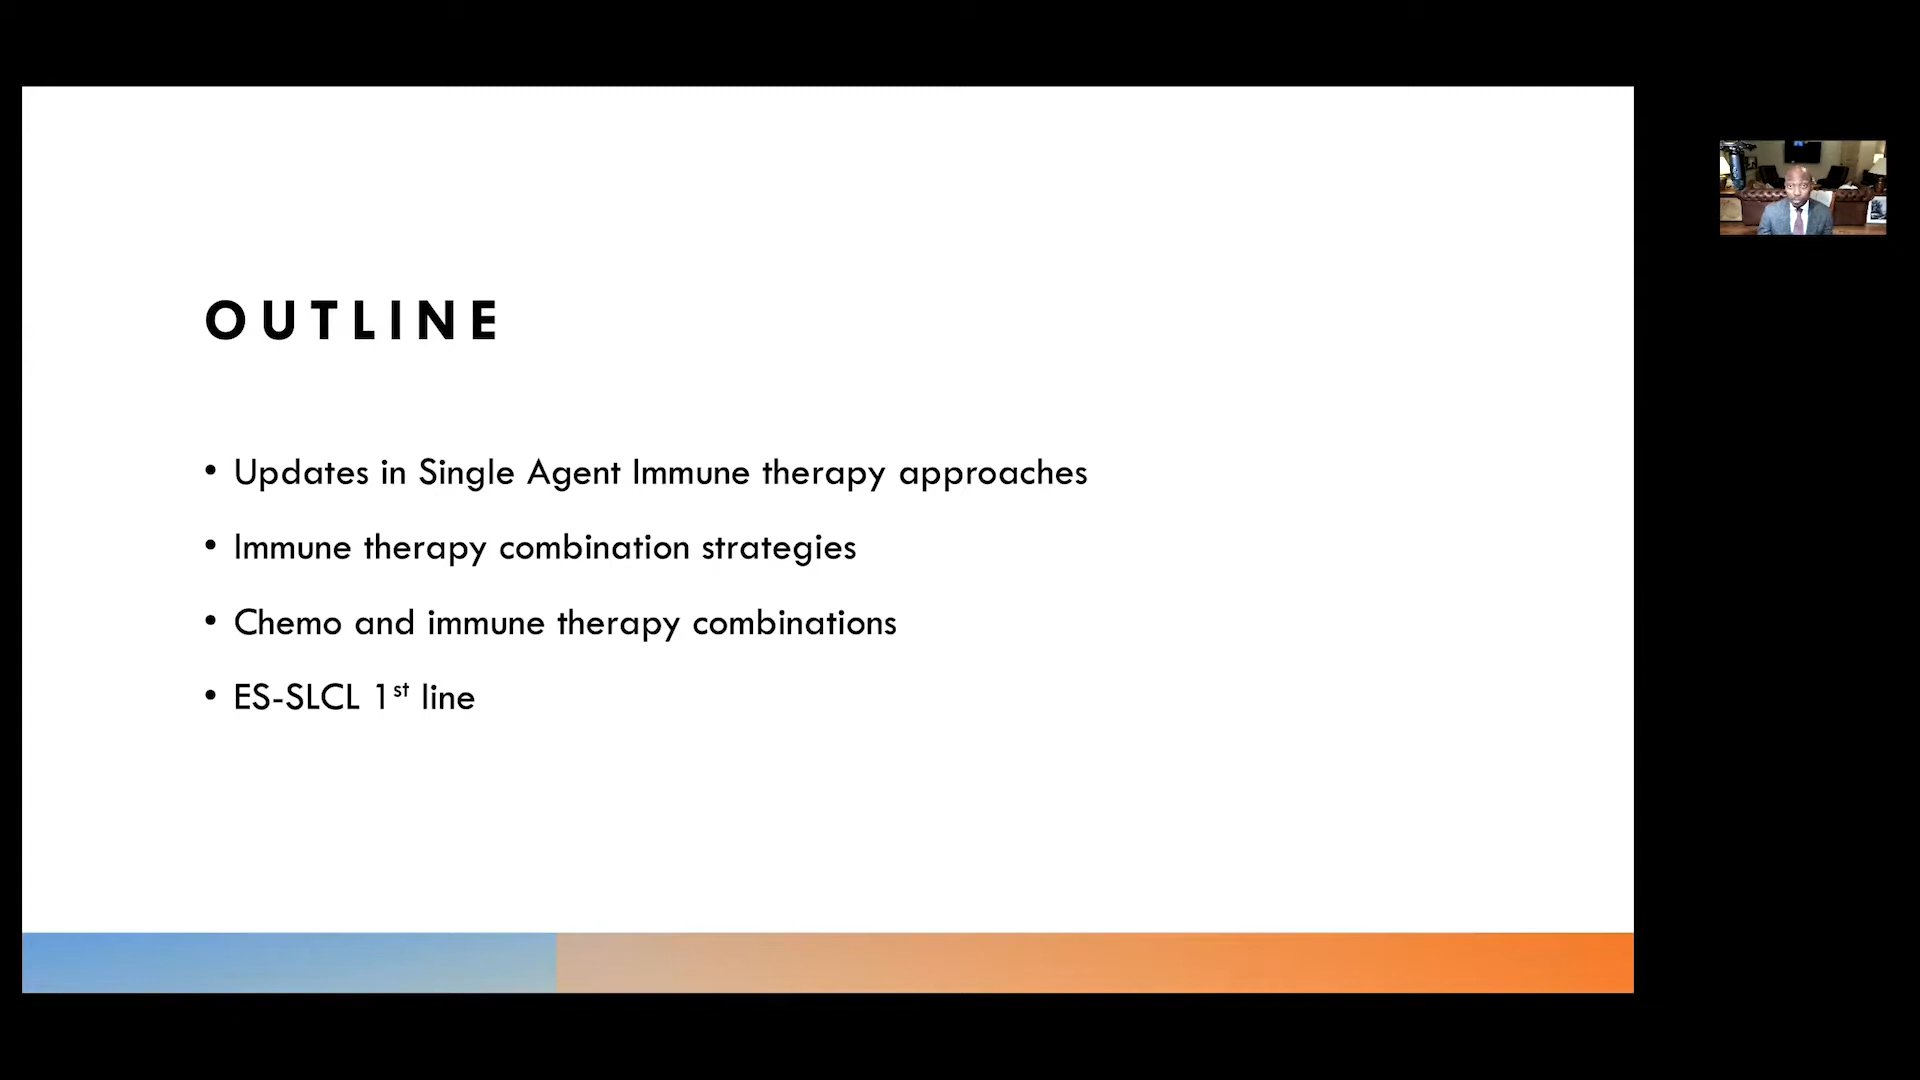 OUTLINE
• Updates in Single Agent Immune therapy approaches
• Immune therapy combination strategies
• Chemo and immune therapy combinations
• ES-SLCL 1st line